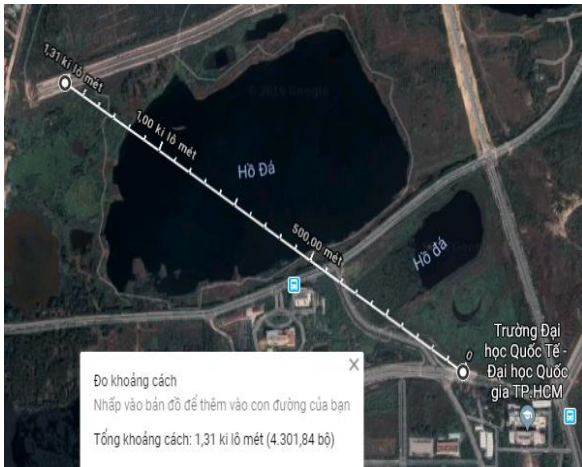 1,31 ki lô mét
© 2019 Google
1,00 ki lô mét
Hồ Đá
500,00 mét
Hồ đá
0
Trường Đại
học Quốc Tế -
Đại học Quốc
gia TP.HCM
Đo khoảng cách
Nhấp vào bản đồ để thêm vào con đường của bạn
Tổng khoảng cách: 1,31 ki lô mét (4.301,84 bộ)